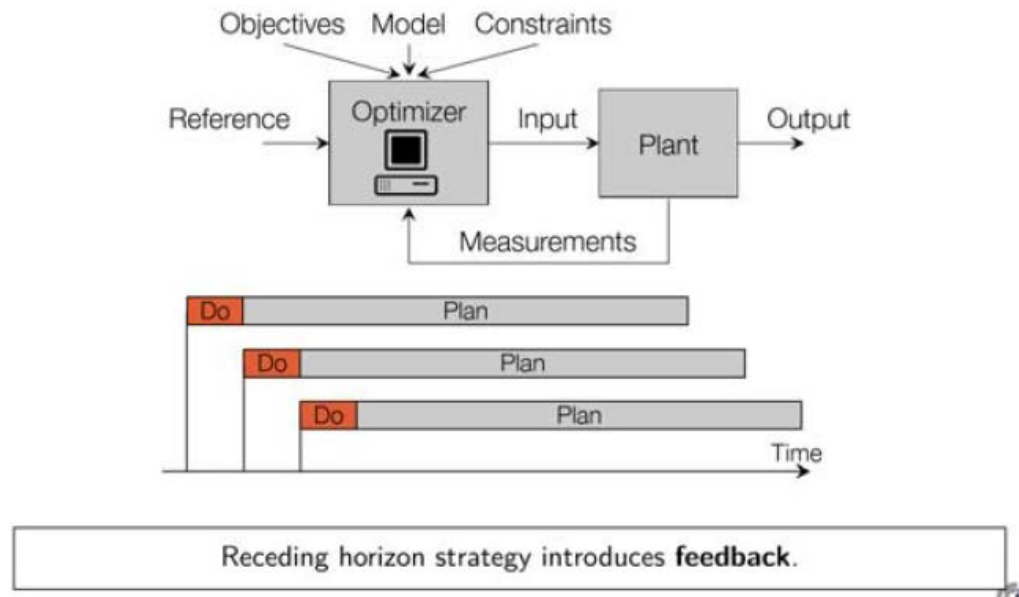 Objectives Model Constraints
Reference
Optimizer
Input
Plant
Output
Measurements
Do Plan
Do Plan
Do Plan
Time
Receding horizon strategy introduces feedback.